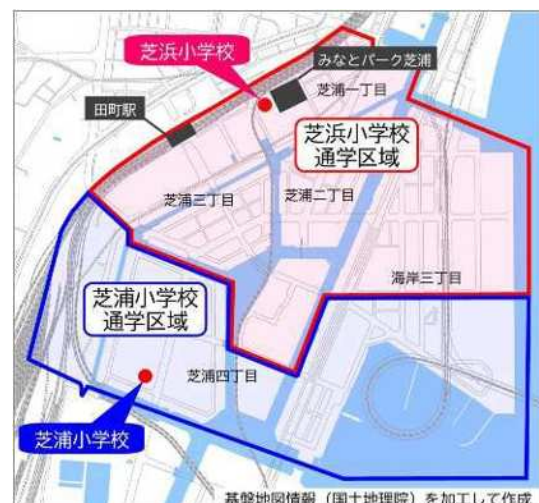 芝浜小学校
みなとパーク芝浦
芝浦一丁目
田町駅
芝浜小学校
通学区域
芝浦三丁目
芝浦二丁目
海岸三丁目
芝浦小学校
通学区域
芝浦四丁目
芝浦小学校
基盤地図情報（国土地理院）を加工して作成